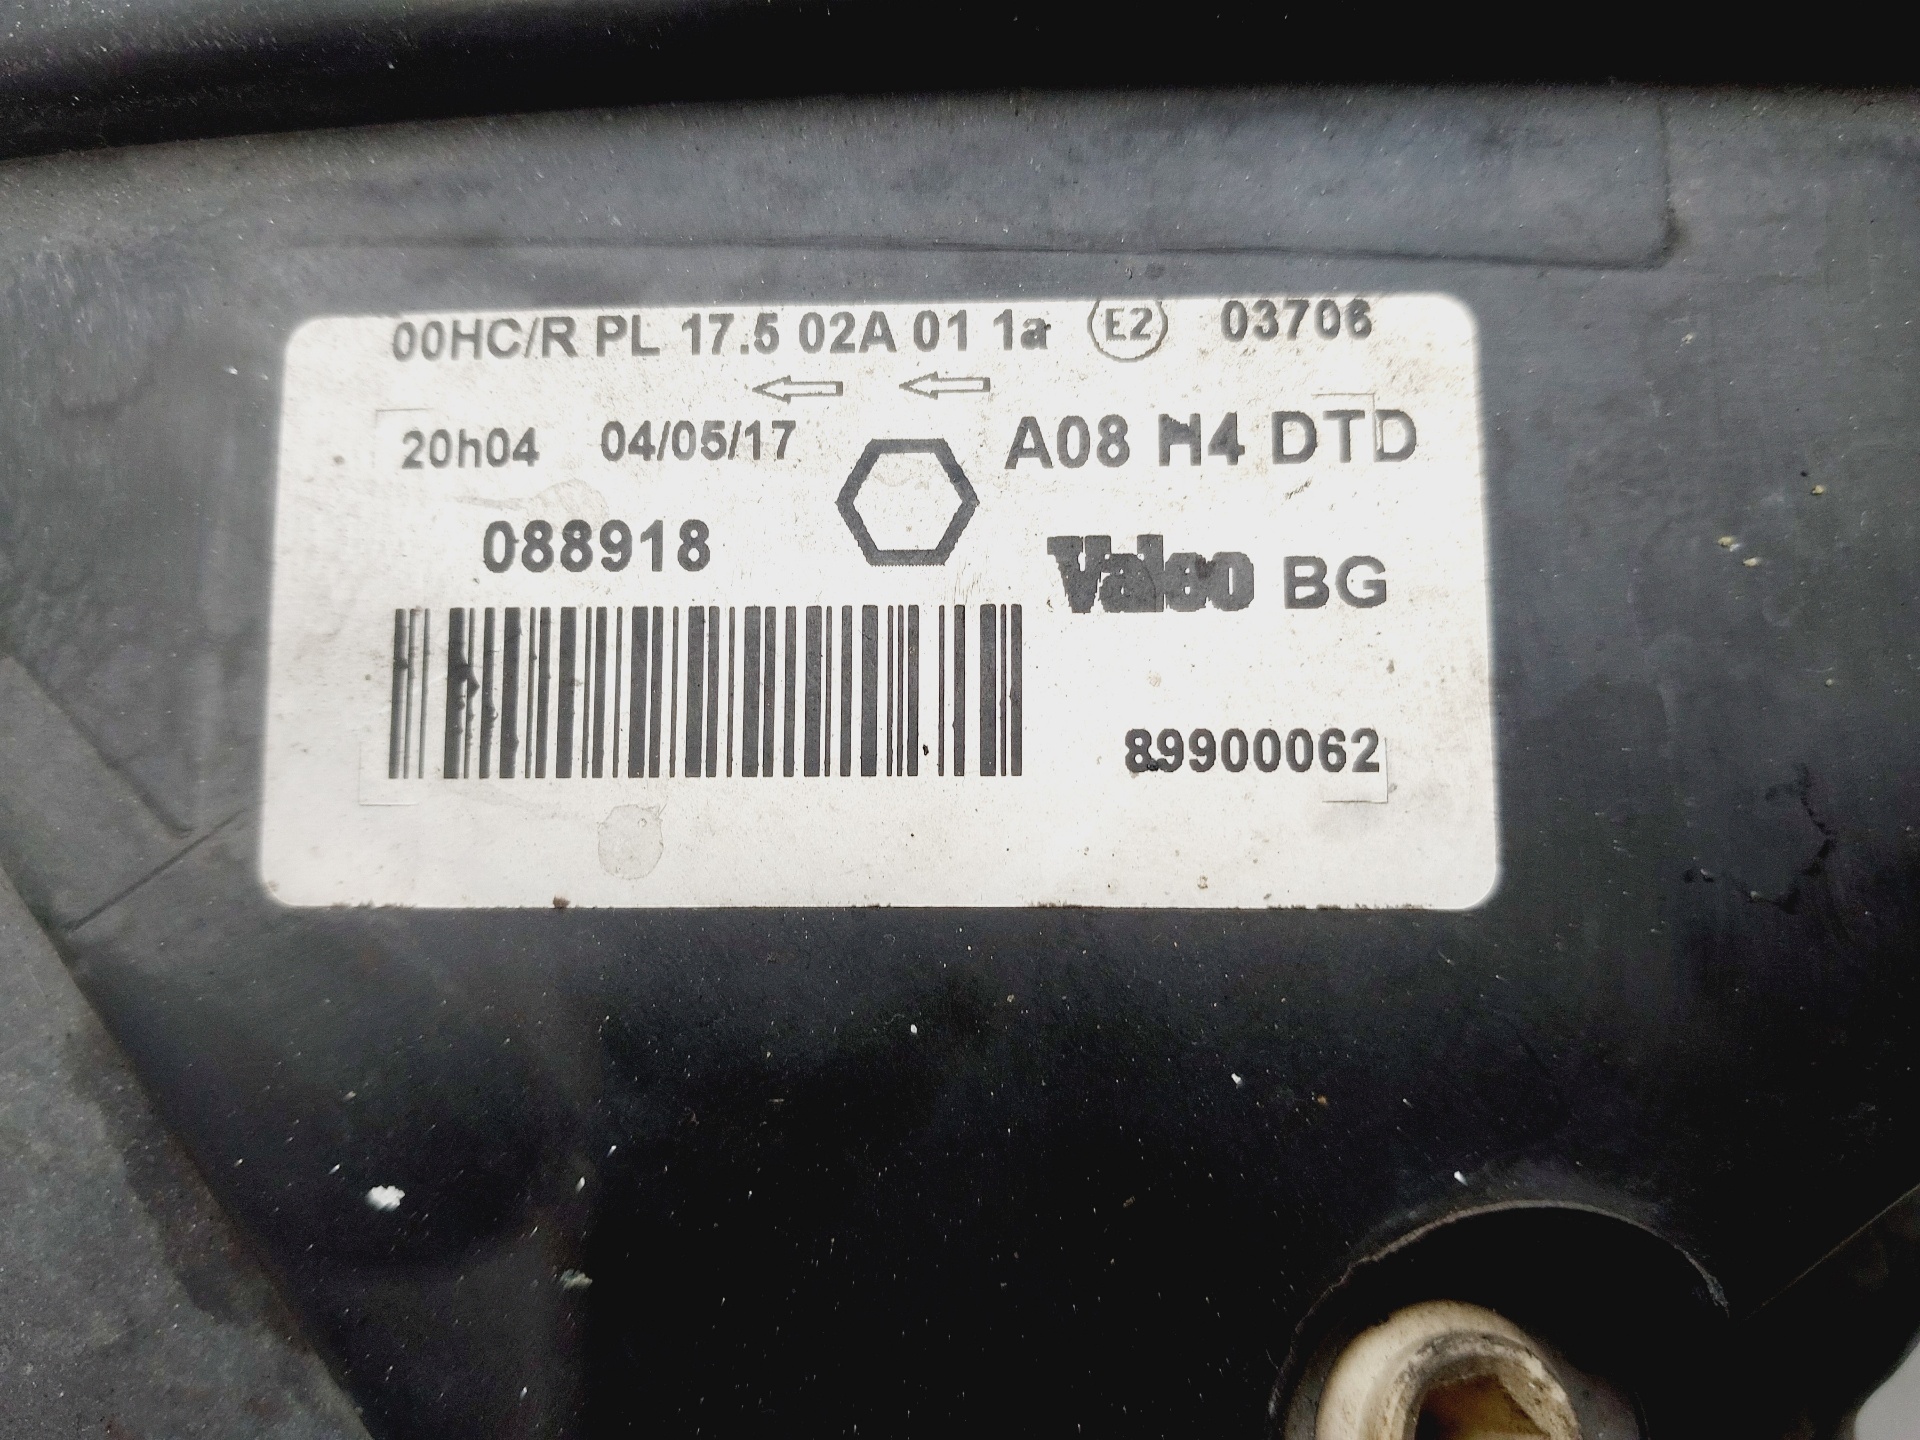 00HC/R PL 17.5 02A 01 1a E2 03706
20h04 04/05/17 A08 H4 DTD
088918
Valeo BG
89900062